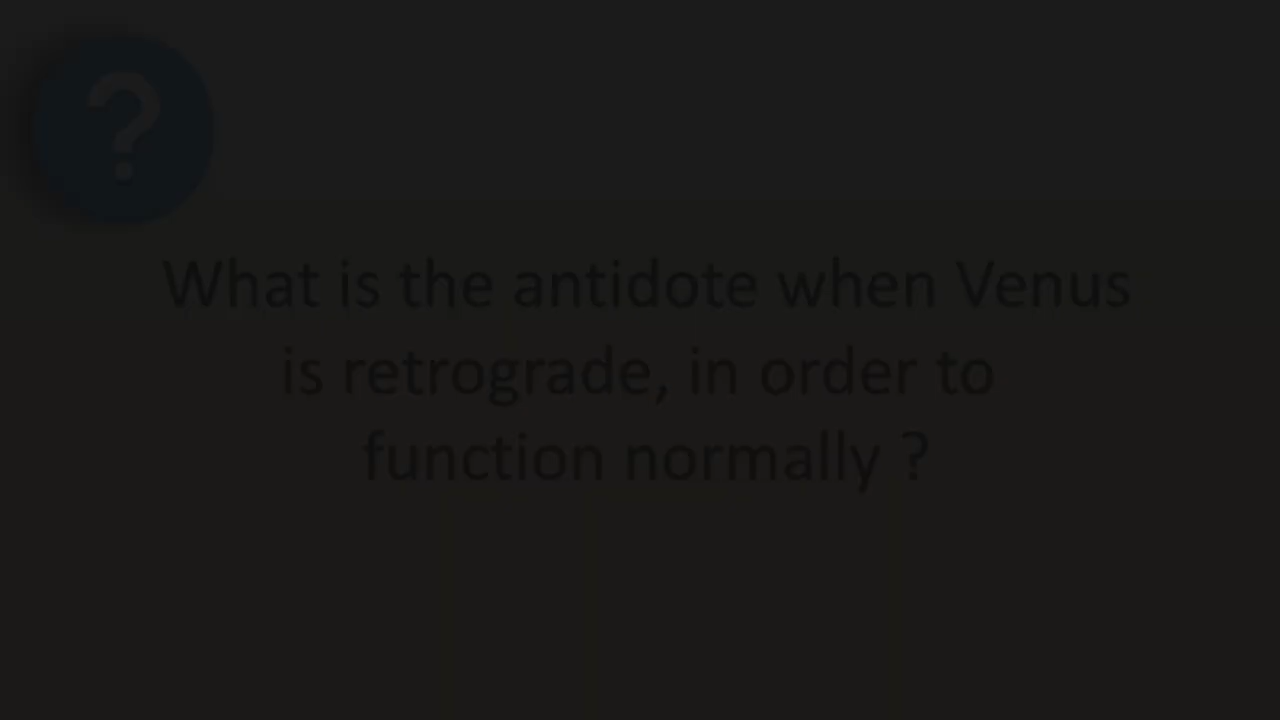 ?
What is the antidote when Venus
is retrograde, in order to
function normally ?